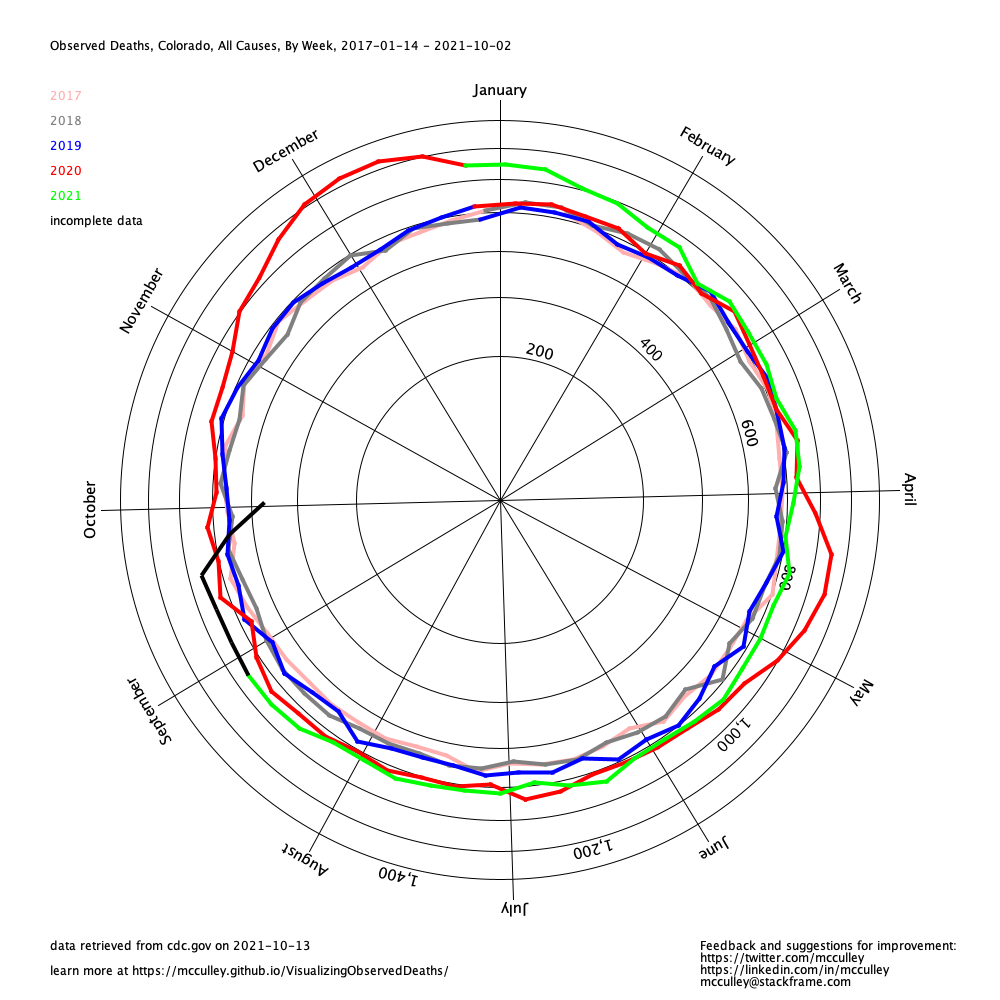 Observed Deaths, Colorado, All Causes, By Week, 2017-01-14 - 2021-10-02
2017
2018
2019
2020
2021
incomplete data
January
February
March
April
May
June
July
August
September
October
November
December
200
400
600
800
1,000
1,200
1,400
data retrieved from cdc.gov on 2021-10-13
learn more at https://mcculley.github.io/VisualizingObservedDeaths/
Feedback and suggestions for improvement:
https://twitter.com/mcculley
https://linkedin.com/in/mcculley
mcculley@stackframe.com